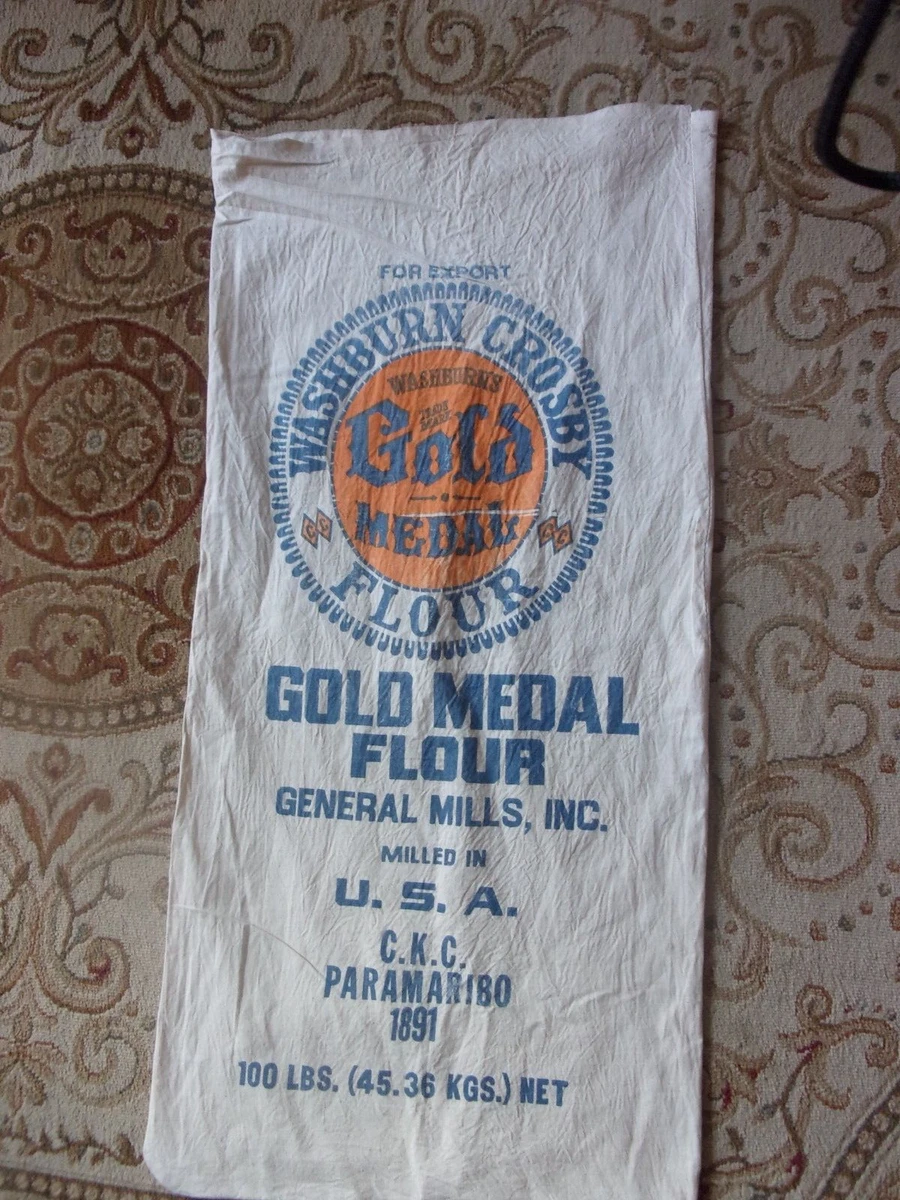 FOR EXPORT
WASHBURN CROSBY
WASHBURN'S
TRADE
Gold
MEDAL
FLOUR
GOLD MEDAL
FLOUR
GENERAL MILLS, INC.
MILLED IN
U. S. A.
C.K.C.
PARAMARIBO
1891
100 LBS. (45.36 KGS.) NET